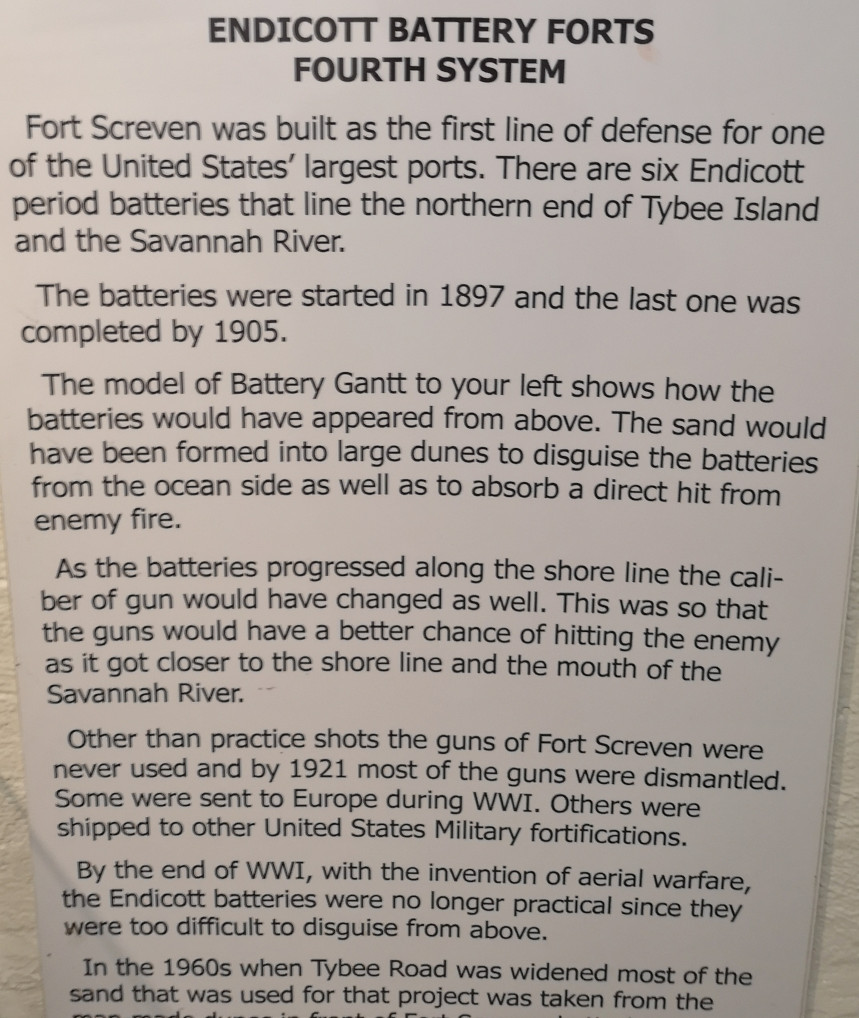 ENDICOTT BATTERY FORTS
FOURTH SYSTEM
Fort Screven was built as the first line of defense for one
of the United States' largest ports. There are six Endicott
period batteries that line the northern end of Tybee Island
and the Savannah River.
The batteries were started in 1897 and the last one was
completed by 1905.
The model of Battery Gantt to your left shows how the
batteries would have appeared from above. The sand would
have been formed into large dunes to disguise the batteries
from the ocean side as well as to absorb a direct hit from
enemy fire.
As the batteries progressed along the shore line the cali-
ber of gun would have changed as well. This was so that
the guns would have a better chance of hitting the enemy
as it got closer to the shore line and the mouth of the
Savannah River.
Other than practice shots the guns of Fort Screven were
never used and by 1921 most of the guns were dismantled.
Some were sent to Europe during WWI. Others were
shipped to other United States Military fortifications.
By the end of WWI, with the invention of aerial warfare,
the Endicott batteries were no longer practical since they
were too difficult to disguise from above.
In the 1960s when Tybee Road was widened most of the
sand that was used for that project was taken from the